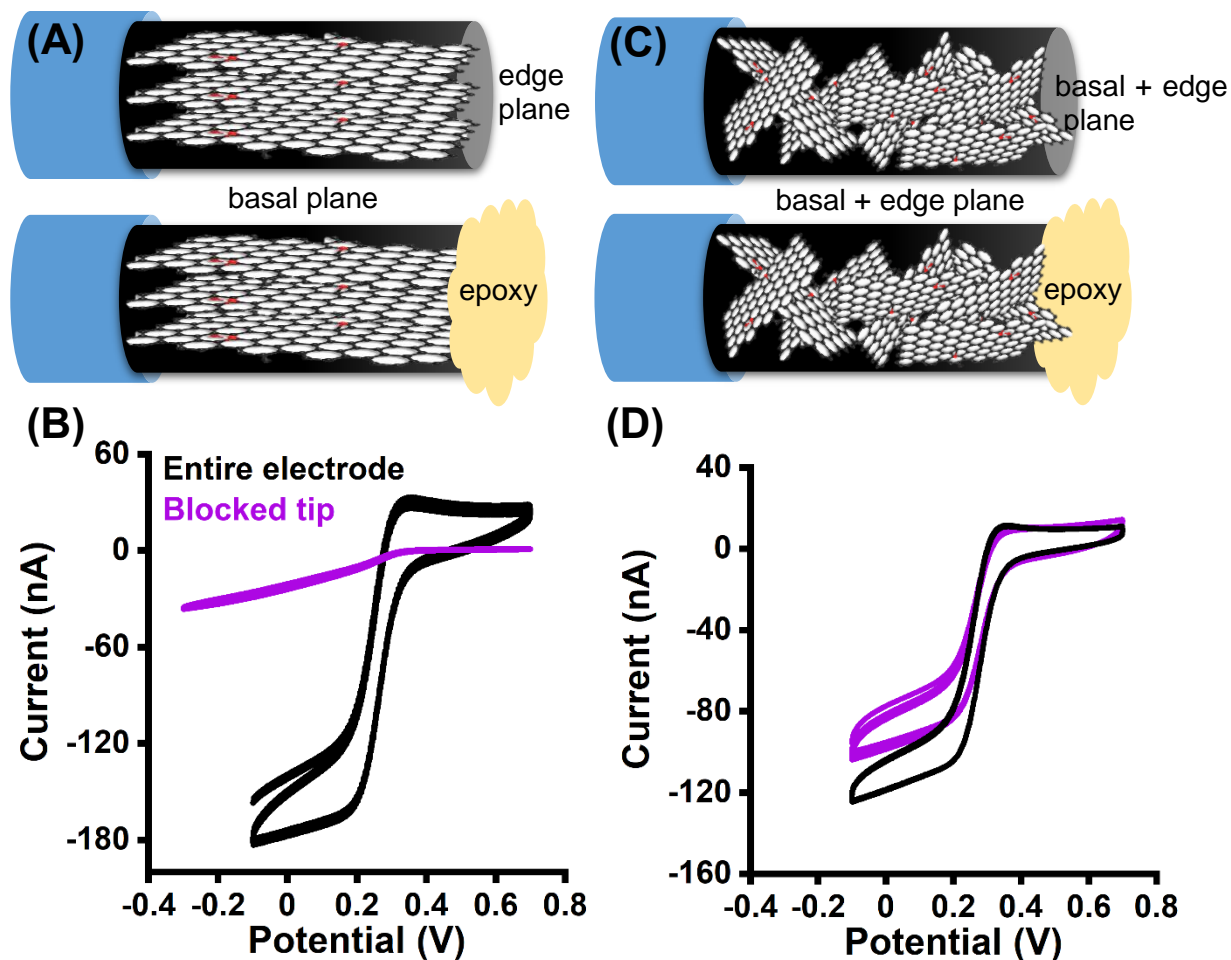 (A)
edge
plane
basal plane
epoxy
(C)
basal + edge
plane
basal + edge plane
epoxy
(B)
60
0
-60
-120
-180
Current (nA)
Entire electrode
Blocked tip
-0.4 -0.2 0 0.2 0.4 0.6 0.8
Potential (V)
(D)
40
0
-40
-80
-120
-160
Current (nA)
-0.4 -0.2 0 0.2 0.4 0.6 0.8
Potential (V)